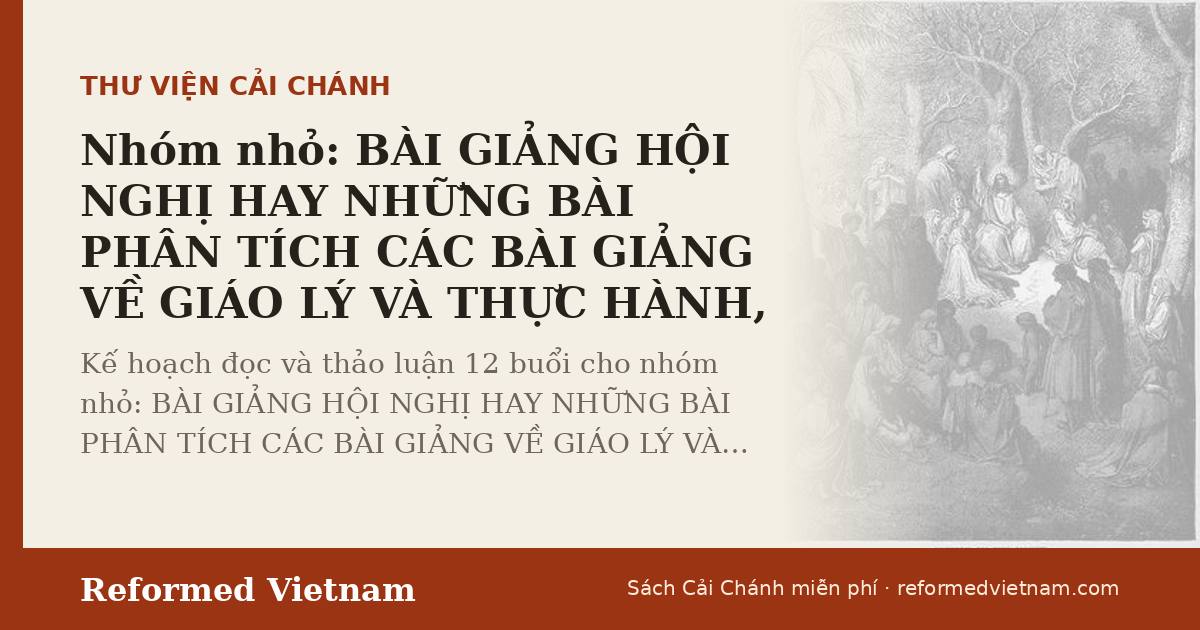 THƯ VIỆN CẢI CHÁNH
Nhóm nhỏ: BÀI GIẢNG HỘI
NGHỊ HAY NHỮNG BÀI
PHÂN TÍCH CÁC BÀI GIẢNG
VỀ GIÁO LÝ VÀ THỰC HÀNH,
Kế hoạch đọc và thảo luận 12 buổi cho nhóm
nhỏ: BÀI GIẢNG HỘI NGHỊ HAY NHỮNG BÀI
PHÂN TÍCH CÁC BÀI GIẢNG VỀ GIÁO LÝ VÀ...
Reformed Vietnam
Sách Cải Chánh miễn phí · reformedvietnam.com